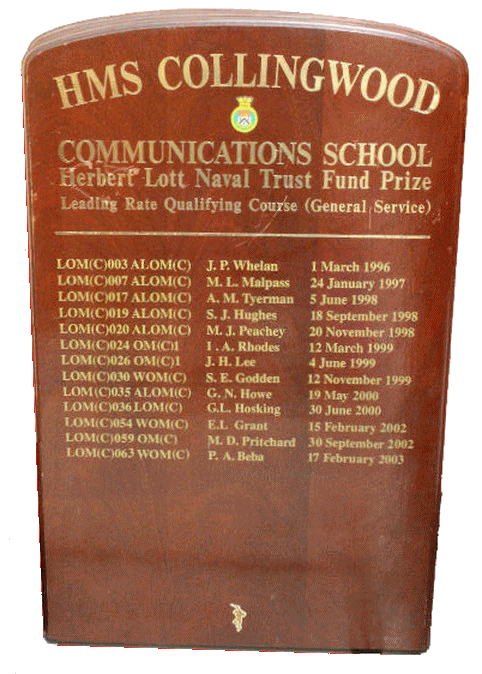 HMS COLLINGWOOD
COMMUNICATIONS SCHOOL
Herbert Lott Naval Trust Fund Prize
Leading Rate Qualifying Course (General Service)
LOM(C)003 ALOM(C) J. P. Whelan 1 March 1996
LOM(C)007 ALOM(C) M. L. Malpass 24 January 1997
LOM(C)017 ALOM(C) A. M. Tyerman 5 June 1998
LOM(C)019 ALOM(C) S. J. Hughes 18 September 1998
LOM(C)020 ALOM(C) M. J. Peachey 20 November 1998
LOM(C)024 OM(C)1 I . A. Rhodes 12 March 1999
LOM(C)026 OM(C)1 J. H. Lee 4 June 1999
LOM(C)030 WOM(C) S. E. Godden 12 November 1999
LOM(C)035 ALOM(C) G. N. Howe 19 May 2000
LOM(C)036 LOM(C) G.L. Hosking 30 June 2000
LOM(C)054 WOM(C) E.L. Grant 15 February 2002
LOM(C)059 OM(C) M. D. Pritchard 30 September 2002
LOM(C)063 WOM(C) P. A. Beba 17 February 2003